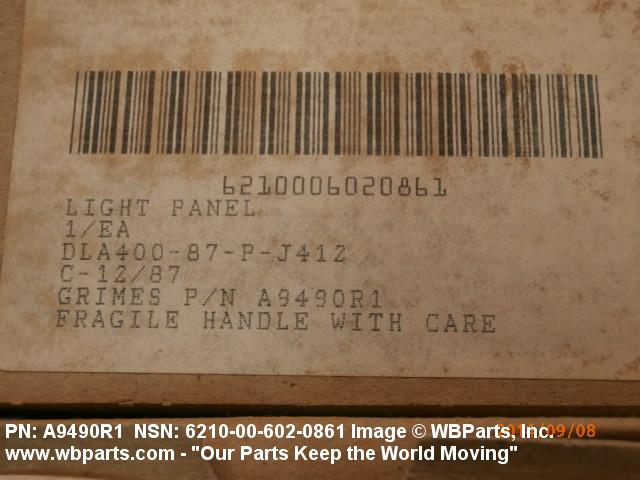 6210006020861
LIGHT PANEL
1/EA
DLA400-87-P-J412
C-12/87
GRIMES P/N A9490R1
FRAGILE HANDLE WITH CARE
PN: A9490R1 NSN: 6210-00-602-0861 Image © WBParts, Inc.
www.wbparts.com - "Our Parts Keep the World Moving"